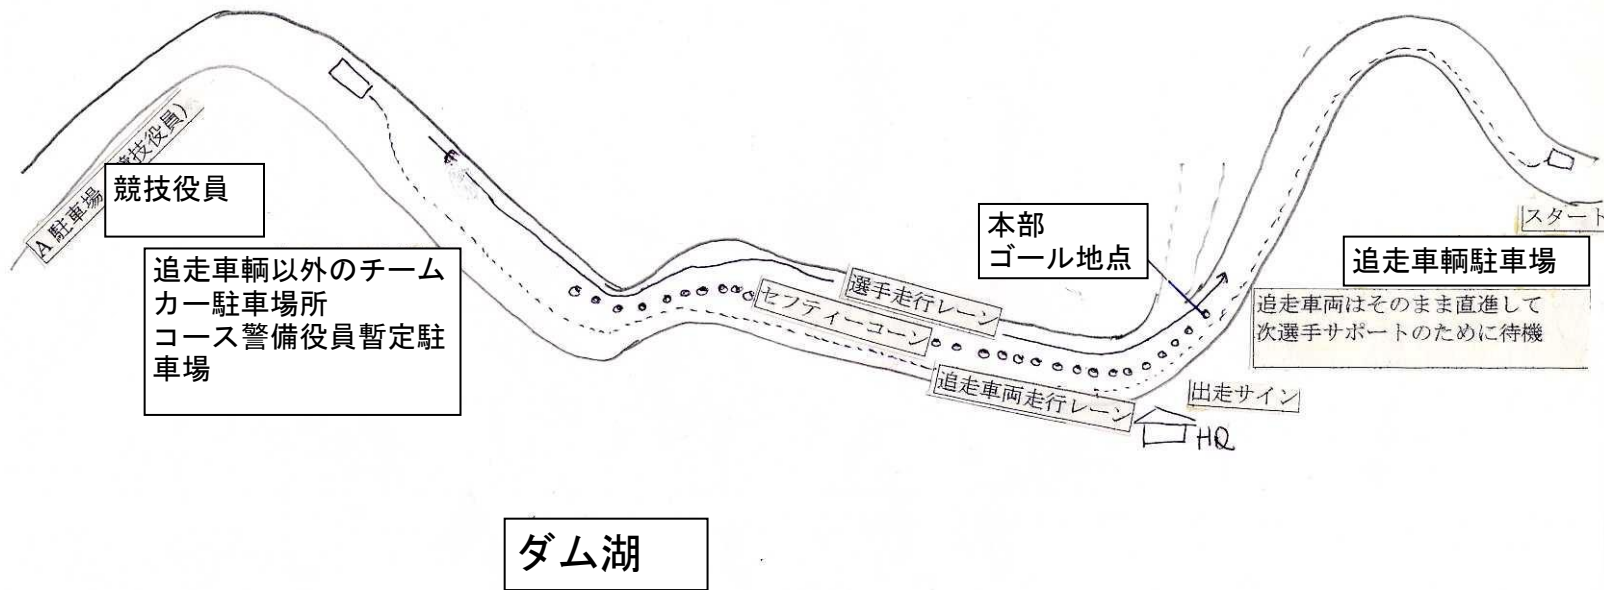 A 駐車場
技役員)
競技役員
追走車輌以外のチーム
カー駐車場所
コース警備役員暫定駐
車場
本部
ゴール地点
選手走行レーン
セフティーコーン
追走車両走行レーン
出走サイン
HQ
スタート
追走車輌駐車場
追走車両はそのまま直進して
次選手サポートのために待機
ダム湖